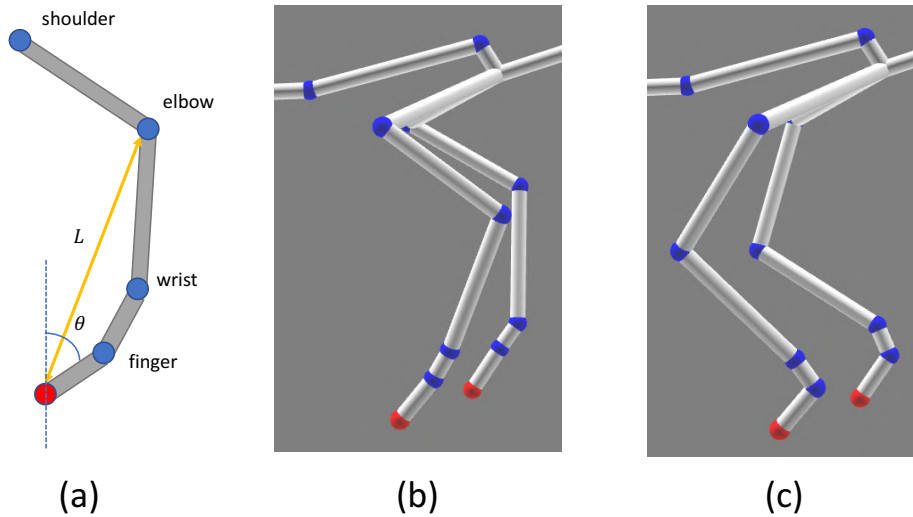 shoulder
elbow
L
wrist
θ
finger
(a)
(b)
(c)